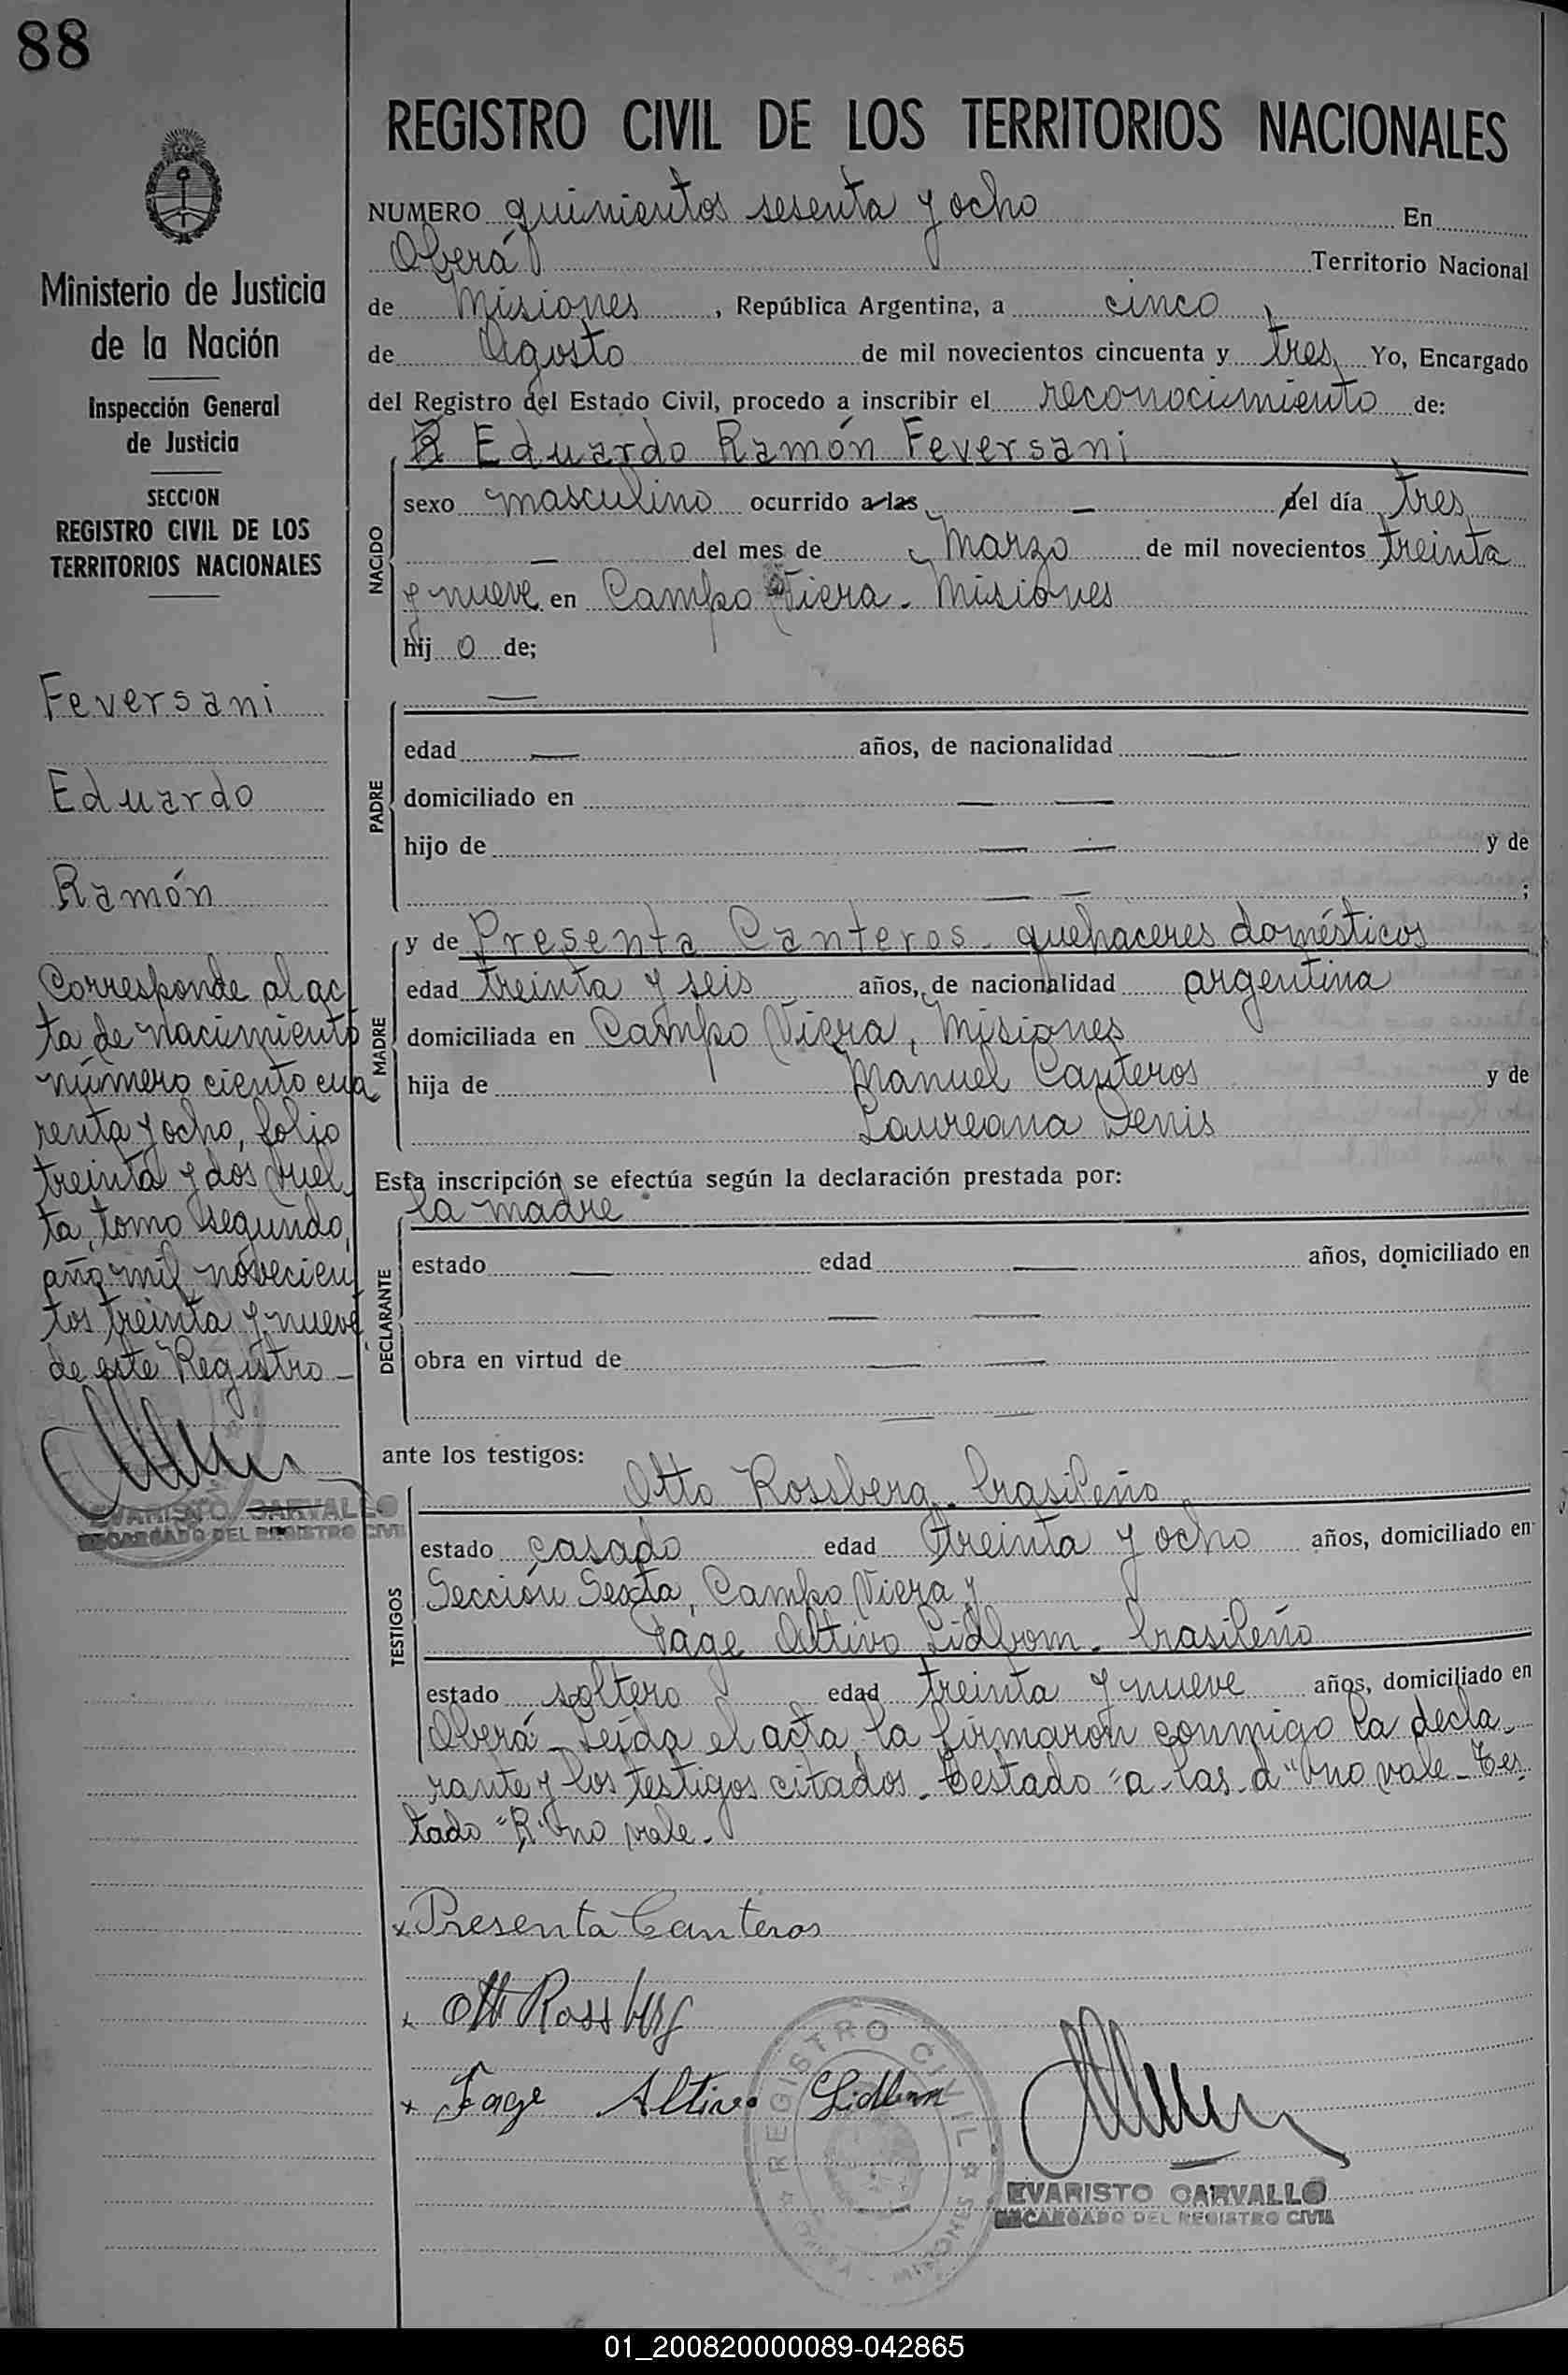 88
REGISTRO CIVIL DE LOS TERRITORIOS NACIONALES
Ministerio de Justicia
de la Nación
Inspección General
de Justicia
SECCION
REGISTRO CIVIL DE LOS
TERRITORIOS NACIONALES
Feversani
Eduardo
Ramón
Corresponde al ac
ta de nacimiento
número ciento cua
renta y ocho, folio
treinta y dos vuel
ta, tomo segundo,
año mil novecien
tos treinta y nueve
de este Registro -
EVARISTO CARVALLO
ENCARGADO DEL REGISTRO CIVIL
NUMERO quinientos sesenta y ocho En
Oberá Territorio Nacional
de Misiones, República Argentina, a cinco
de Agosto de mil novecientos cincuenta y tres Yo, Encargado
del Registro del Estado Civil, procedo a inscribir el reconocimiento de:
R Eduardo Ramón Feversani
NACIDO
sexo masculino ocurrido a las - del día tres
- del mes de Marzo de mil novecientos treinta
y nueve en Campo Viera - Misiones
hij o de;
PADRE
edad — años, de nacionalidad —
domiciliado en — —
hijo de — — y de
— — ;
MADRE
y de Presenta Canteros - quehaceres domésticos
edad treinta y seis años, de nacionalidad argentina
domiciliada en Campo Viera, Misiones
hija de Manuel Canteros y de
Laureana Denis
Esta inscripción se efectúa según la declaración prestada por:
la madre
DECLARANTE
estado — edad — años, domiciliado en
— —
obra en virtud de — —
— —
ante los testigos:
TESTIGOS
Otto Rossberg - brasileño
estado casado edad treinta y ocho años, domiciliado en
Sección Sexta, Campo Viera y
Tage Altivo Lidbom - brasileño
estado soltero edad treinta y nueve años, domiciliado en
Oberá - Leída el acta, la firmaron conmigo la decla
rante y los testigos citados - Testado "a-las-d" no vale - Tes
tado "R" no vale -
x Presenta Canteros
x Otto Rossberg
x Tage Altivo Lidbom
REGISTRO CIVIL
MISIONES
EVARISTO CARVALLO
ENCARGADO DEL REGISTRO CIVIL
01_200820000089-042865